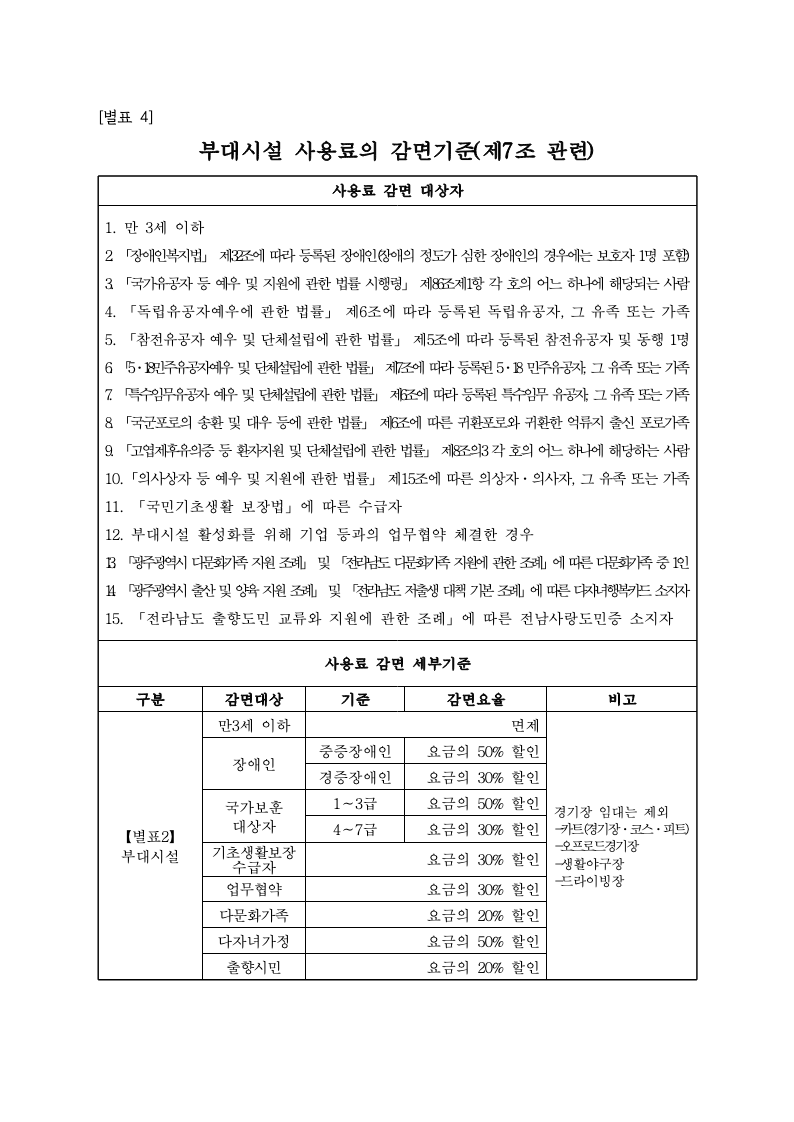 [별표 4]
부대시설 사용료의 감면기준(제7조 관련)
사용료 감면 대상자
1. 만 3세 이하
2. 「장애인복지법」 제32조에 따라 등록된 장애인(장애의 정도가 심한 장애인의 경우에는 보호자 1명 포함)
3. 「국가유공자 등 예우 및 지원에 관한 법률 시행령」 제86조제1항 각 호의 어느 하나에 해당되는 사람
4. 「독립유공자예우에 관한 법률」 제6조에 따라 등록된 독립유공자, 그 유족 또는 가족
5. 「참전유공자 예우 및 단체설립에 관한 법률」 제5조에 따라 등록된 참전유공자 및 동행 1명
6. 「5·18민주유공자예우 및 단체설립에 관한 법률」 제7조에 따라 등록된 5·18 민주유공자, 그 유족 또는 가족
7. 「특수임무유공자 예우 및 단체설립에 관한 법률」 제6조에 따라 등록된 특수임무 유공자, 그 유족 또는 가족
8. 「국군포로의 송환 및 대우 등에 관한 법률」 제6조에 따른 귀환포로와 귀환한 억류지 출신 포로가족
9. 「고엽제후유의증 등 환자지원 및 단체설립에 관한 법률」 제8조의3 각 호의 어느 하나에 해당하는 사람
10. 「의사상자 등 예우 및 지원에 관한 법률」 제15조에 따른 의상자·의사자, 그 유족 또는 가족
11. 「국민기초생활 보장법」에 따른 수급자
12. 부대시설 활성화를 위해 기업 등과의 업무협약 체결한 경우
13. 「광주광역시 다문화가족 지원 조례」 및 「전라남도 다문화가족 지원에 관한 조례」에 따른 다문화가족 중 1인
14. 「광주광역시 출산 및 양육 지원 조례」 및 「전라남도 저출생 대책 기본 조례」에 따른 다자녀행복카드 소지자
15. 「전라남도 출향도민 교류와 지원에 관한 조례」에 따른 전남사랑도민증 소지자
사용료 감면 세부기준
구분 감면대상 기준 감면요율 비고
【별표2】
부대시설
만3세 이하 면제
장애인
중증장애인 요금의 50% 할인
경증장애인 요금의 30% 할인
국가보훈
대상자
1~3급 요금의 50% 할인
4~7급 요금의 30% 할인
기초생활보장
수급자
요금의 30% 할인
업무협약 요금의 30% 할인
다문화가족 요금의 20% 할인
다자녀가정 요금의 50% 할인
출향시민 요금의 20% 할인
경기장 임대는 제외
-카트(경기장·코스·피트)
-오프로드경기장
-생활야구장
-드라이빙장